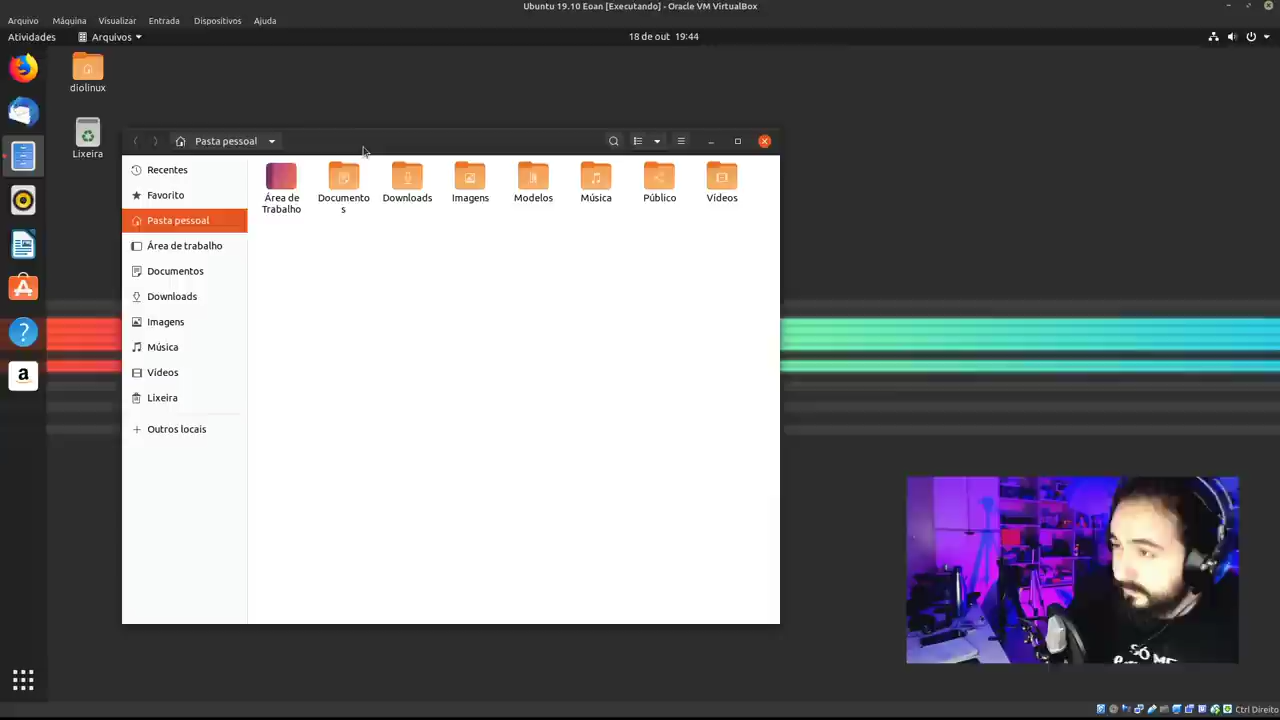 Ubuntu 19.10 Eoan [Executando] - Oracle VM VirtualBox
Arquivo Máquina Visualizar Entrada Dispositivos Ajuda
Atividades Arquivos 18 de out 19:44
diolinux
Lixeira
Pasta pessoal
Recentes
Favorito
Pasta pessoal
Área de trabalho
Documentos
Downloads
Imagens
Música
Vídeos
Lixeira
Outros locais
Área de
Trabalho
Documento
s
Downloads
Imagens
Modelos
Música
Público
Vídeos
a
SÓ ME
Ctrl Direito